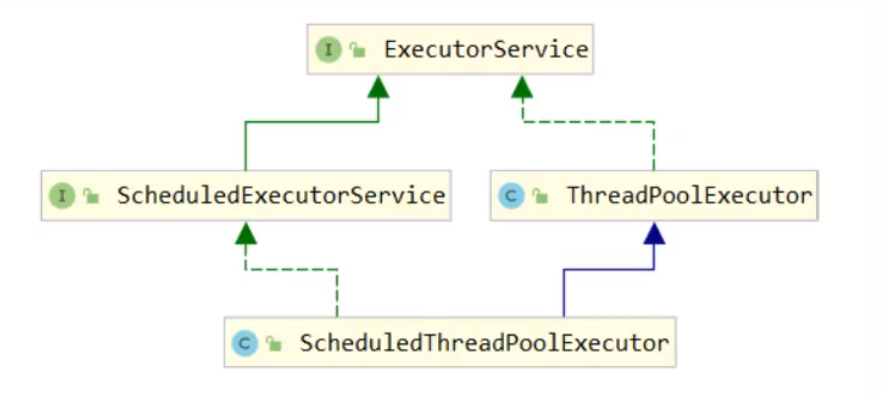 I ExecutorService
I ScheduledExecutorService
C ThreadPoolExecutor
C ScheduledThreadPoolExecutor